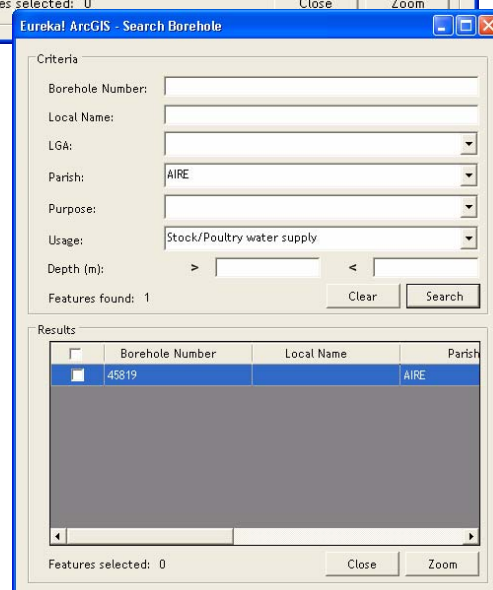 es selected: 0 Close Zoom
Eureka! ArcGIS - Search Borehole
Criteria
Borehole Number:
Local Name:
LGA:
Parish: AIRE
Purpose:
Usage: Stock/Poultry water supply
Depth (m): > <
Features found: 1 Clear Search
Results
Borehole Number Local Name Parish
45819 AIRE
Features selected: 0 Close Zoom